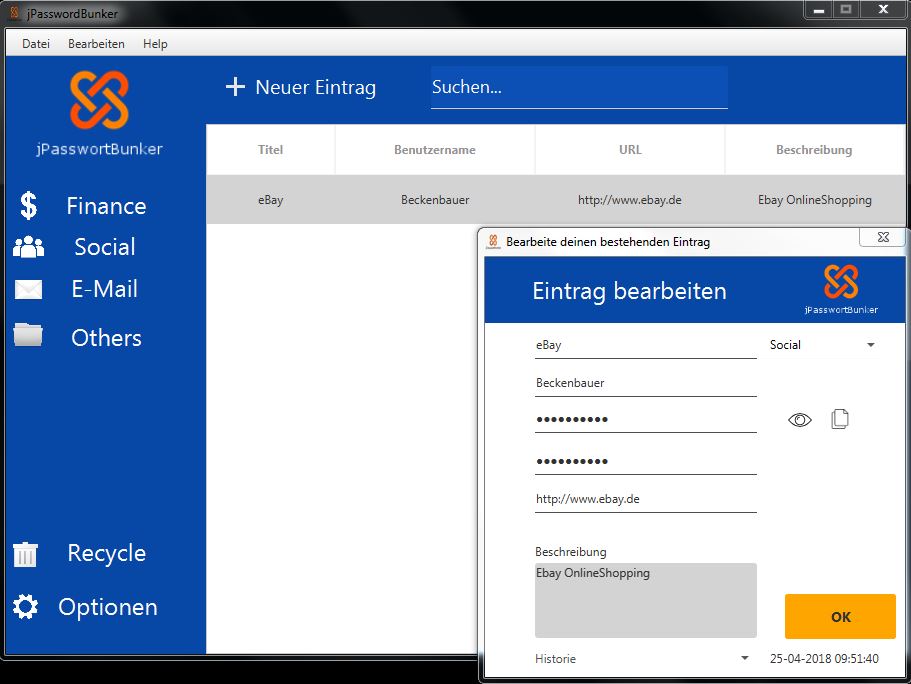 jPasswordBunker
Datei Bearbeiten Help
jPasswortBunker
Neuer Eintrag Suchen...
Titel Benutzername URL Beschreibung
eBay Beckenbauer http://www.ebay.de Ebay OnlineShopping
Finance
Social
E-Mail
Others
Recycle
Optionen
Bearbeite deinen bestehenden Eintrag
Eintrag bearbeiten
jPasswortBunker
eBay Social
Beckenbauer
••••••••••
••••••••••
http://www.ebay.de
Beschreibung
Ebay OnlineShopping
OK
Historie 25-04-2018 09:51:40